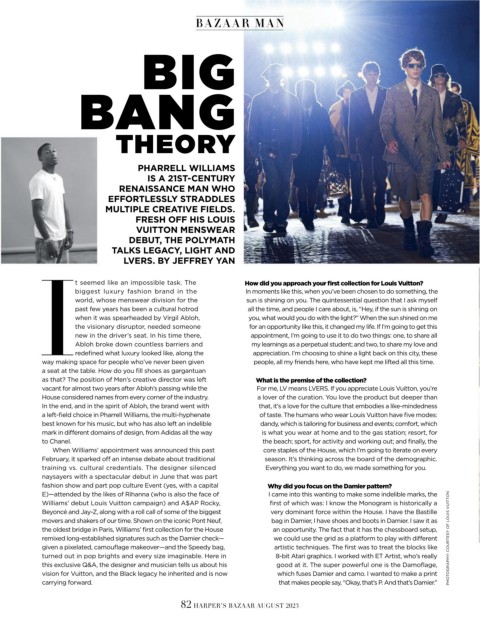 BAZAAR MAN
BIG
BANG
THEORY
PHARRELL WILLIAMS
IS A 21ST-CENTURY
RENAISSANCE MAN WHO
EFFORTLESSLY STRADDLES
MULTIPLE CREATIVE FIELDS.
FRESH OFF HIS LOUIS
VUITTON MENSWEAR
DEBUT, THE POLYMATH
TALKS LEGACY, LIGHT AND
LVERS. BY JEFFREY YAN
It seemed like an impossible task. The
biggest luxury fashion brand in the
world, whose menswear division for the
past few years has been a cultural hotrod
when it was spearheaded by Virgil Abloh,
the visionary disruptor, needed someone
new in the driver's seat. In his time there,
Abloh broke down countless barriers and
redefined what luxury looked like, along the
way making space for people who've never been given
a seat at the table. How do you fill shoes as gargantuan
as that? The position of Men's creative director was left
vacant for almost two years after Abloh's passing while the
House considered names from every corner of the industry.
In the end, and in the spirit of Abloh, the brand went with
a left-field choice in Pharrell Williams, the multi-hyphenate
best known for his music, but who has also left an indelible
mark in different domains of design, from Adidas all the way
to Chanel.
When Williams' appointment was announced this past
February, it sparked off an intense debate about traditional
training vs. cultural credentials. The designer silenced
naysayers with a spectacular debut in June that was part
fashion show and part pop culture Event (yes, with a capital
E)—attended by the likes of Rihanna (who is also the face of
Williams' debut Louis Vuitton campaign) and A$AP Rocky,
Beyoncé and Jay-Z, along with a roll call of some of the biggest
movers and shakers of our time. Shown on the iconic Pont Neuf,
the oldest bridge in Paris, Williams' first collection for the House
remixed long-established signatures such as the Damier check—
given a pixelated, camouflage makeover—and the Speedy bag,
turned out in pop brights and every size imaginable. Here in
this exclusive Q&A, the designer and musician tells us about his
vision for Vuitton, and the Black legacy he inherited and is now
carrying forward.
How did you approach your first collection for Louis Vuitton?
In moments like this, when you've been chosen to do something, the
sun is shining on you. The quintessential question that I ask myself
all the time, and people I care about, is, "Hey, if the sun is shining on
you, what would you do with the light?" When the sun shined on me
for an opportunity like this, it changed my life. If I'm going to get this
appointment, I'm going to use it to do two things: one, to share all
my learnings as a perpetual student; and two, to share my love and
appreciation. I'm choosing to shine a light back on this city, these
people, all my friends here, who have kept me lifted all this time.
What is the premise of the collection?
For me, LV means LVERS. If you appreciate Louis Vuitton, you're
a lover of the curation. You love the product but deeper than
that, it's a love for the culture that embodies a like-mindedness
of taste. The humans who wear Louis Vuitton have five modes:
dandy, which is tailoring for business and events; comfort, which
is what you wear at home and to the gas station; resort, for
the beach; sport, for activity and working out; and finally, the
core staples of the House, which I'm going to iterate on every
season. It's thinking across the board of the demographic.
Everything you want to do, we made something for you.
Why did you focus on the Damier pattern?
I came into this wanting to make some indelible marks, the
first of which was: I know the Monogram is historically a
very dominant force within the House. I have the Bastille
bag in Damier, I have shoes and boots in Damier. I saw it as
an opportunity. The fact that it has the chessboard setup,
we could use the grid as a platform to play with different
artistic techniques. The first was to treat the blocks like
8-bit Atari graphics. I worked with ET Artist, who's really
good at it. The super powerful one is the Damoflage,
which fuses Damier and camo. I wanted to make a print
that makes people say, "Okay, that's P. And that's Damier."
PHOTOGRAPHY: COURTESY OF LOUIS VUITTON
82 HARPER'S BAZAAR AUGUST 2023